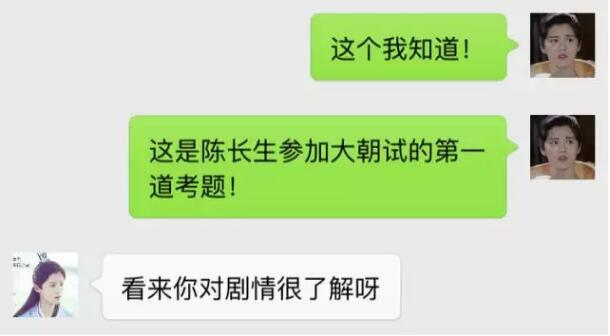 这个我知道！
这是陈长生参加大朝试的第一
道考题！
看来你对剧情很了解呀